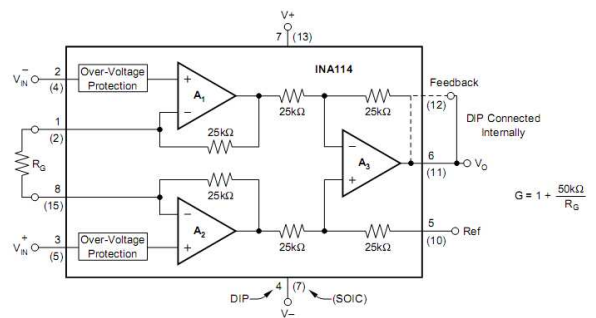 V+
7 (13)
INA114
V–IN
2
(4)
Over-Voltage
Protection
+
A1
–
25kΩ
25kΩ
25kΩ
Feedback
(12)
DIP Connected
Internally
1
(2)
RG
–
A3
+
6
(11)
VO
G = 1 + 50kΩ
RG
8
(15)
25kΩ
–
A2
+
25kΩ
25kΩ
5
(10)
Ref
V+IN
3
(5)
Over-Voltage
Protection
4 (7)
DIP
(SOIC)
V–